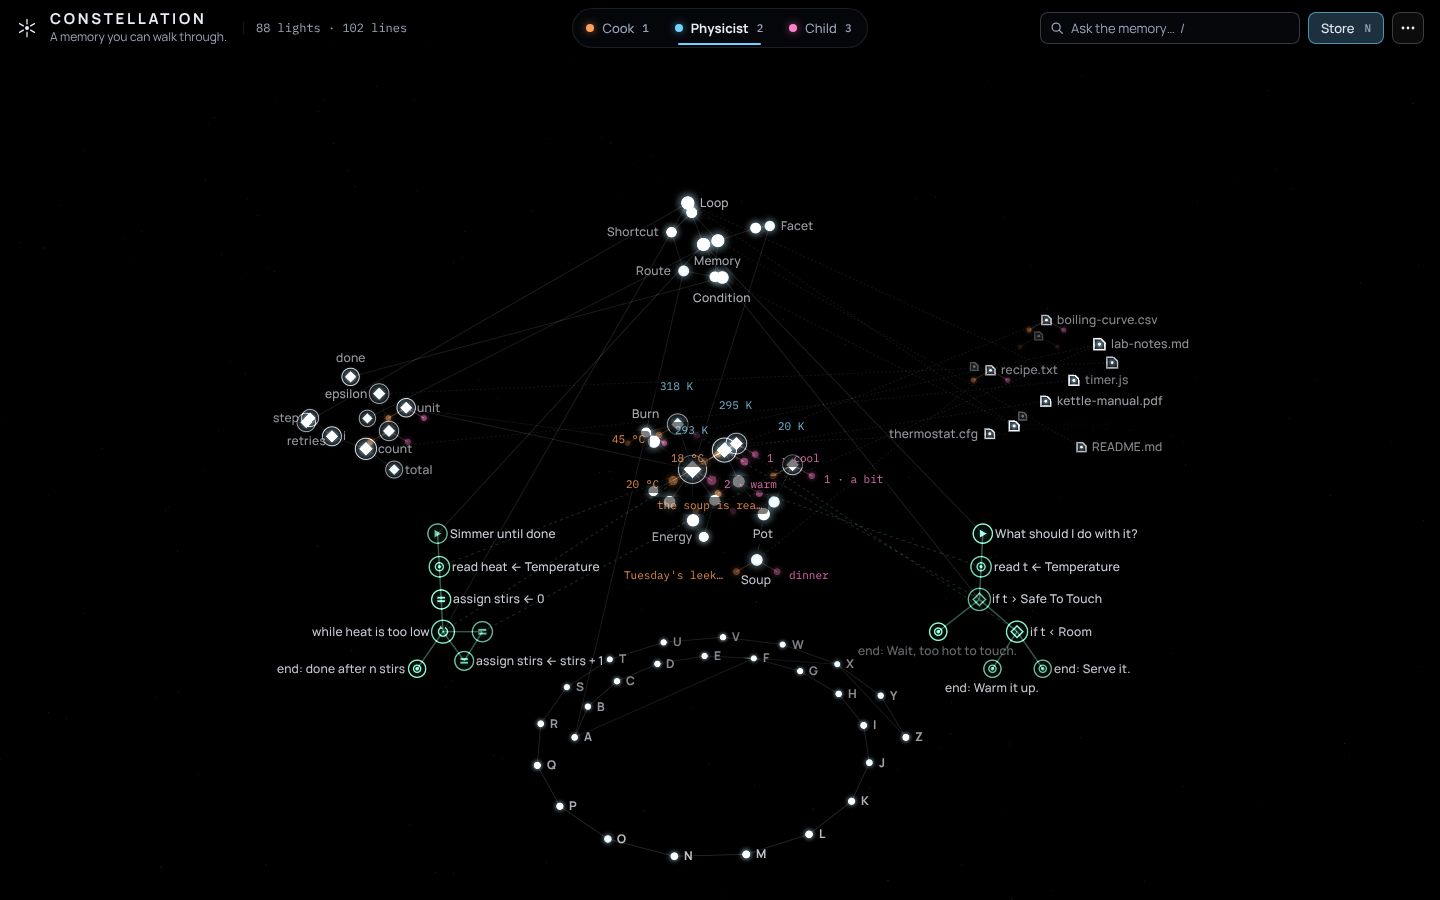 CONSTELLATION
A memory you can walk through.
88 lights · 102 lines
Cook 1
Physicist 2
Child 3
Ask the memory… /
Store N
Loop
Shortcut
Facet
Memory
Route
Condition
boiling-curve.csv
lab-notes.md
done
recipe.txt
timer.js
epsilon
318 K
kettle-manual.pdf
unit
295 K
Burn
step
293 K
20 K
thermostat.cfg
retries
i
45 °C
README.md
count
18 °C
1 · cool
total
20 °C
2 · warm
1 · a bit
the soup is rea…
Simmer until done
Energy
Pot
What should I do with it?
read heat ← Temperature
read t ← Temperature
Tuesday's leek…
Soup
dinner
assign stirs ← 0
if t > Safe To Touch
while heat is too low
if t < Room
end: Wait, too hot to touch.
assign stirs ← stirs + 1
end: done after n stirs
end: Serve it.
end: Warm it up.
U
V
W
T
D
E
F
X
G
S
C
H
Y
B
R
I
A
Z
Q
J
P
K
O
L
N
M